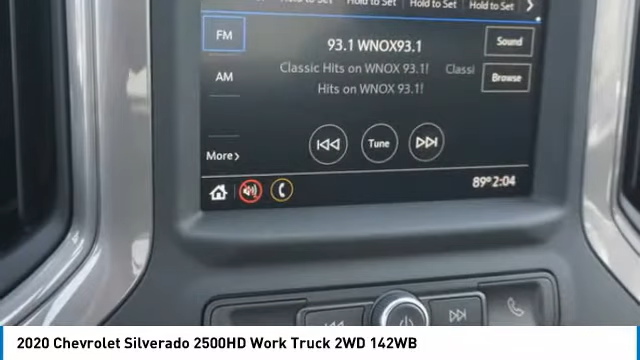 Hold to Set Hold to Set Hold to Set Hold to Set
FM
93.1 WNOX93.1
Sound
Classic Hits on WNOX 93.1! Classi
AM
Browse
Hits on WNOX 93.1!
Tune
More
89° 2:04
2020 Chevrolet Silverado 2500HD Work Truck 2WD 142WB